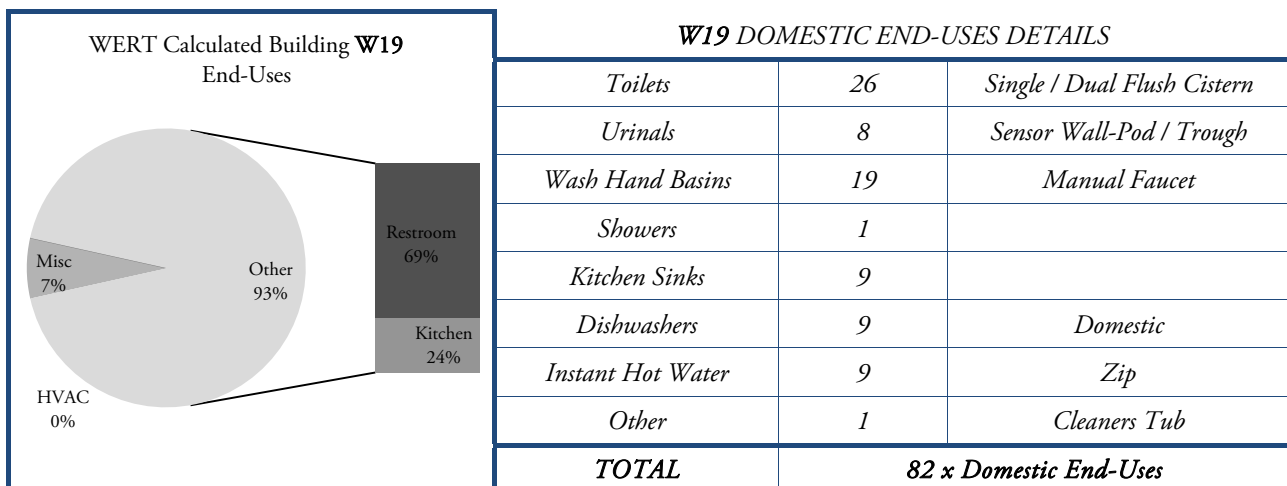 WERT Calculated Building W19
End-Uses
Misc
7%
Other
93%
HVAC
0%
Restroom
69%
Kitchen
24%
W19 DOMESTIC END-USES DETAILS
Toilets 26 Single / Dual Flush Cistern
Urinals 8 Sensor Wall-Pod / Trough
Wash Hand Basins 19 Manual Faucet
Showers 1
Kitchen Sinks 9
Dishwashers 9 Domestic
Instant Hot Water 9 Zip
Other 1 Cleaners Tub
TOTAL 82 x Domestic End-Uses